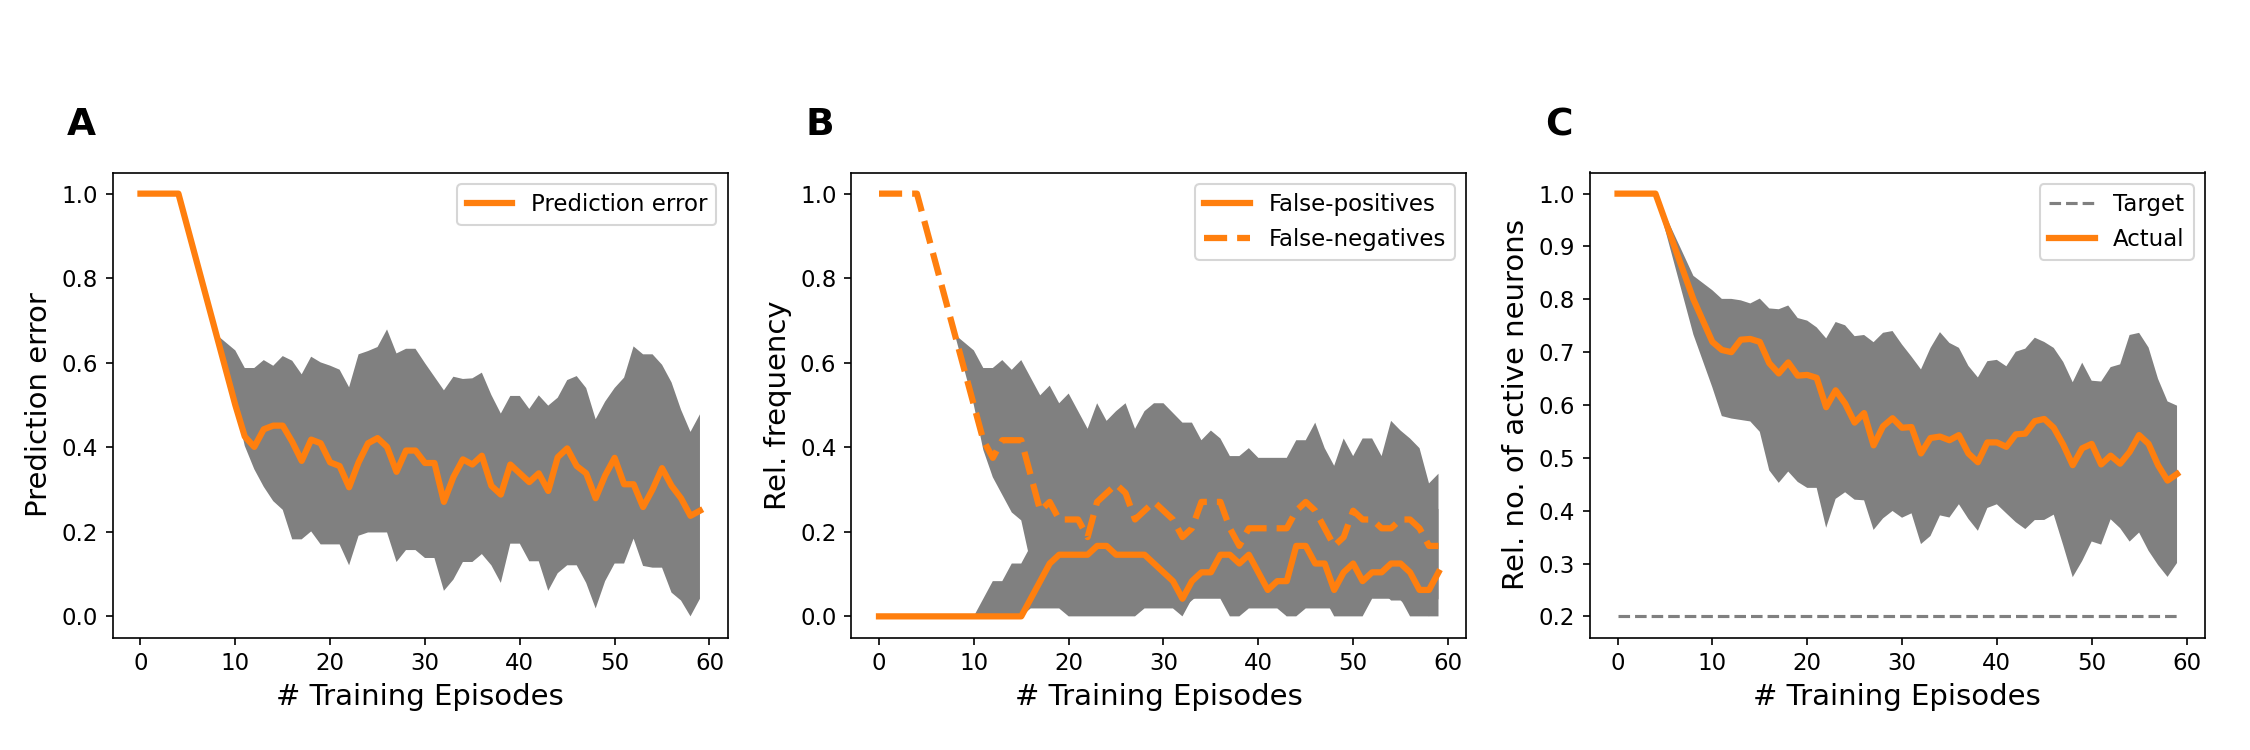 A
B
C
Prediction error
1.0
0.8
0.6
0.4
0.2
0.0
Prediction error
0 10 20 30 40 50 60
# Training Episodes
Rel. frequency
1.0
0.8
0.6
0.4
0.2
0.0
False-positives
False-negatives
0 10 20 30 40 50 60
# Training Episodes
Rel. no. of active neurons
1.0
0.9
0.8
0.7
0.6
0.5
0.4
0.3
0.2
Target
Actual
0 10 20 30 40 50 60
# Training Episodes